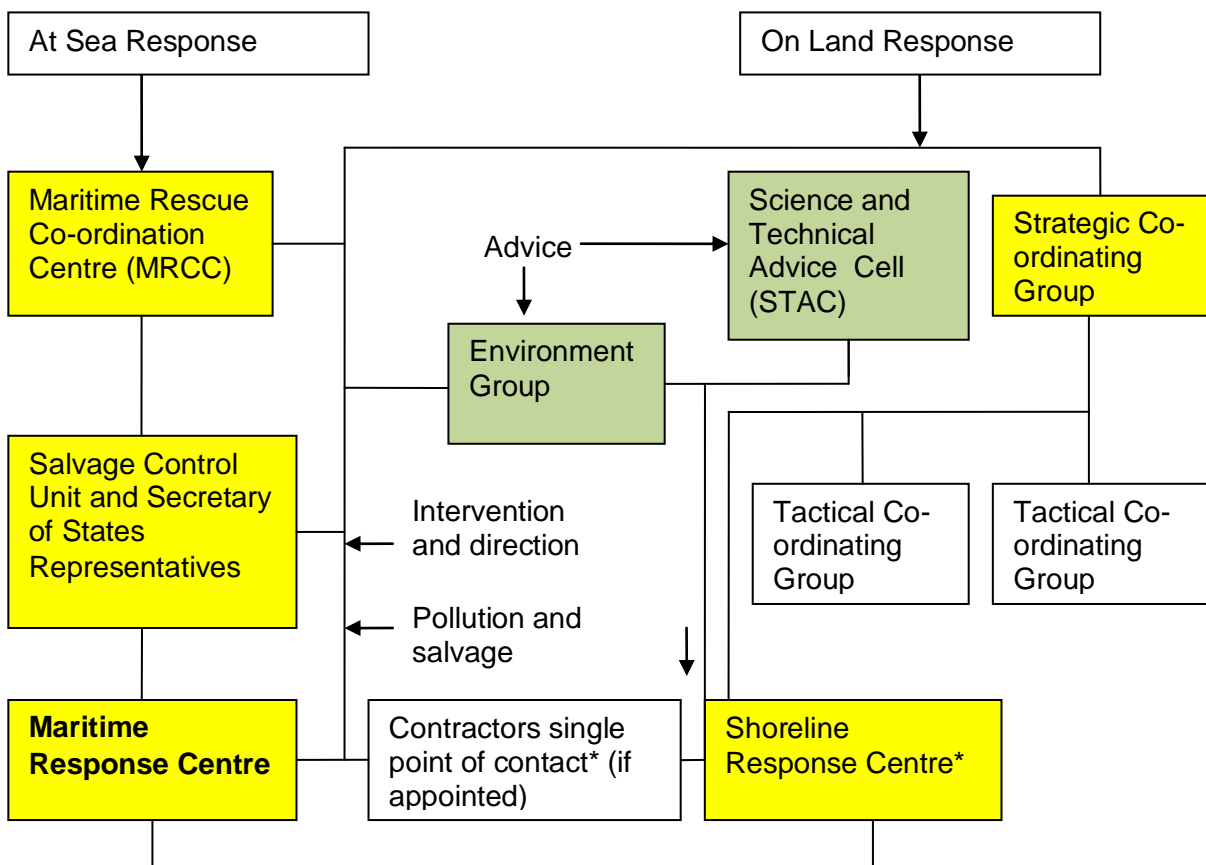 At Sea Response
On Land Response
Maritime Rescue
Co-ordination
Centre (MRCC)
Advice
Science and
Technical
Advice Cell
(STAC)
Strategic Co-
ordinating
Group
Environment
Group
Salvage Control
Unit and Secretary
of States
Representatives
Intervention
and direction
Tactical Co-
ordinating
Group
Tactical Co-
ordinating
Group
Pollution and
salvage
Maritime
Response Centre
Contractors single
point of contact* (if
appointed)
Shoreline
Response Centre*